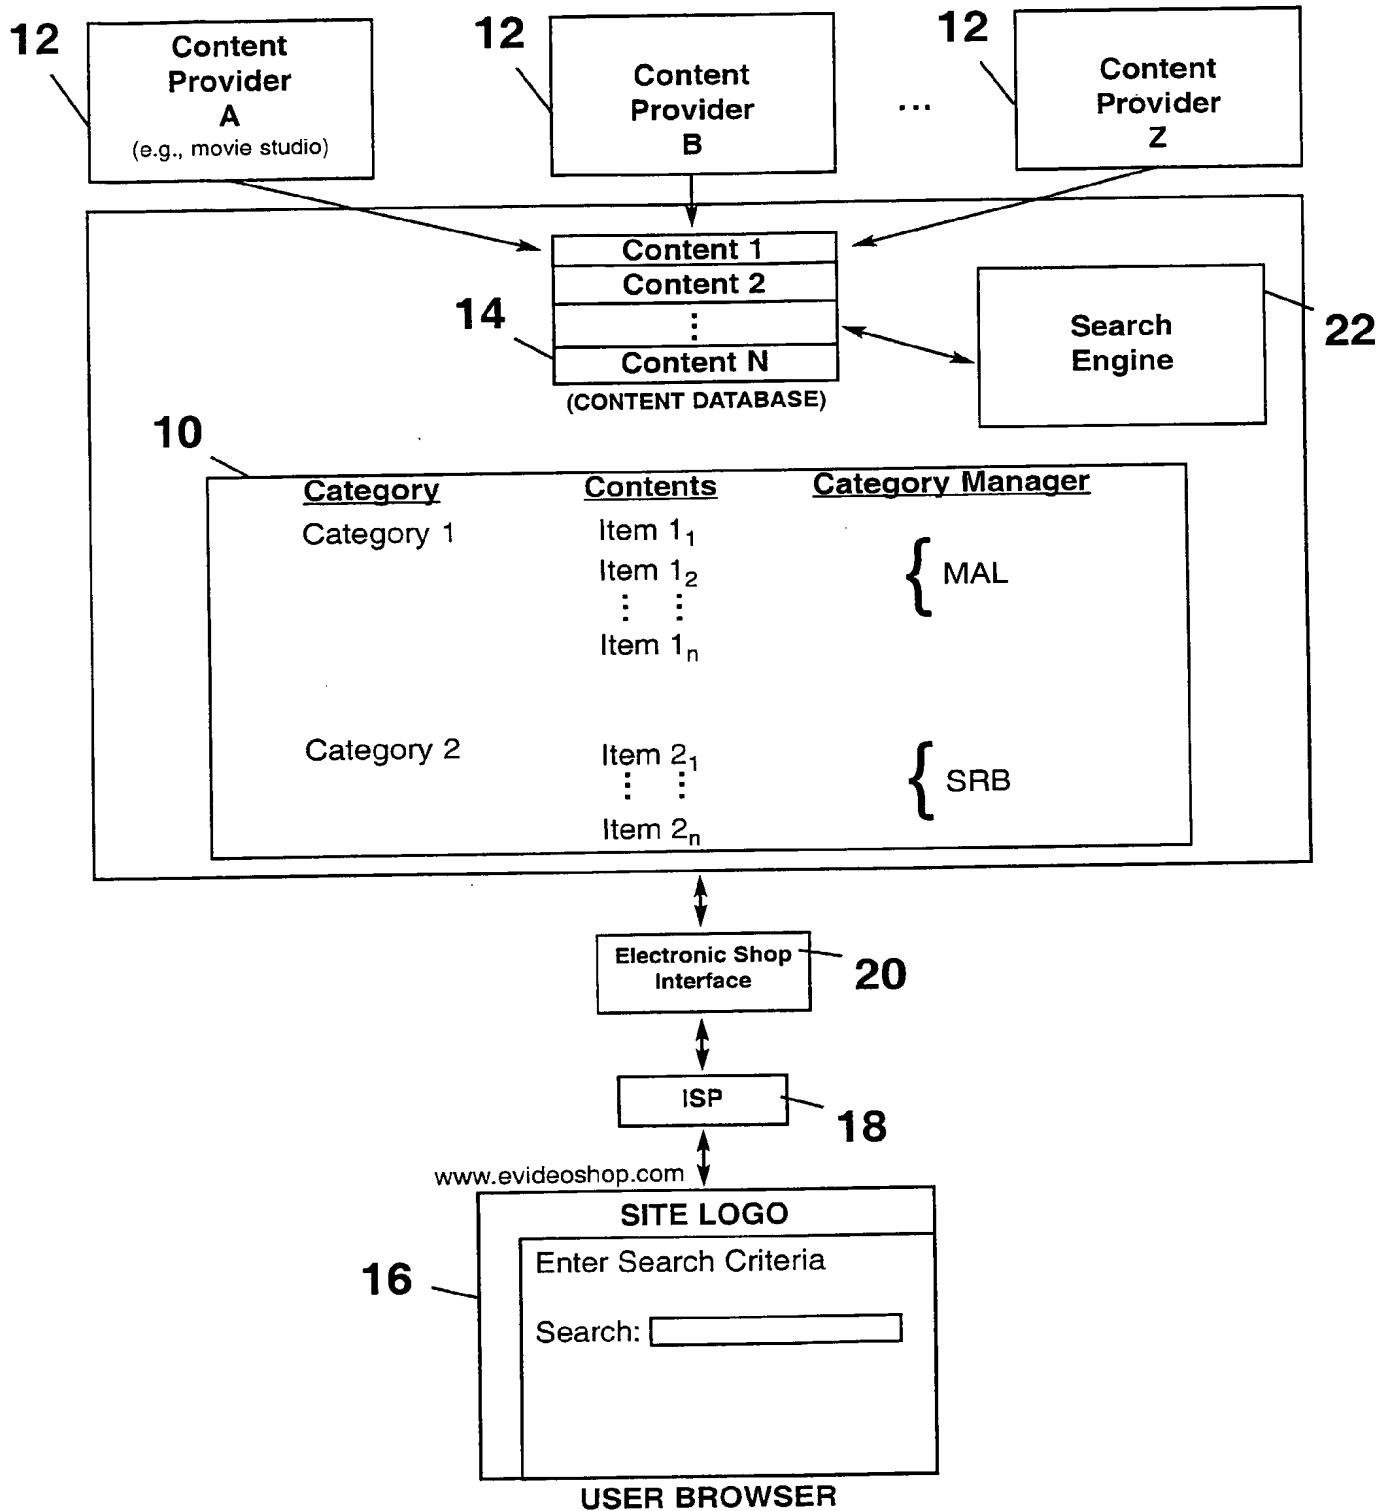 12
Content
Provider
A
(e.g., movie studio)
12
Content
Provider
B
...
12
Content
Provider
Z
Content 1
Content 2
⋮
Content N
(CONTENT DATABASE)
14
Search
Engine
22
10
Category Contents Category Manager
Category 1 Item 1₁
Item 1₂ { MAL
⋮ ⋮
Item 1ₙ
Category 2 Item 2₁
⋮ ⋮ { SRB
Item 2ₙ
Electronic Shop
Interface
20
ISP
18
www.evideoshop.com
SITE LOGO
Enter Search Criteria
16
Search:
USER BROWSER